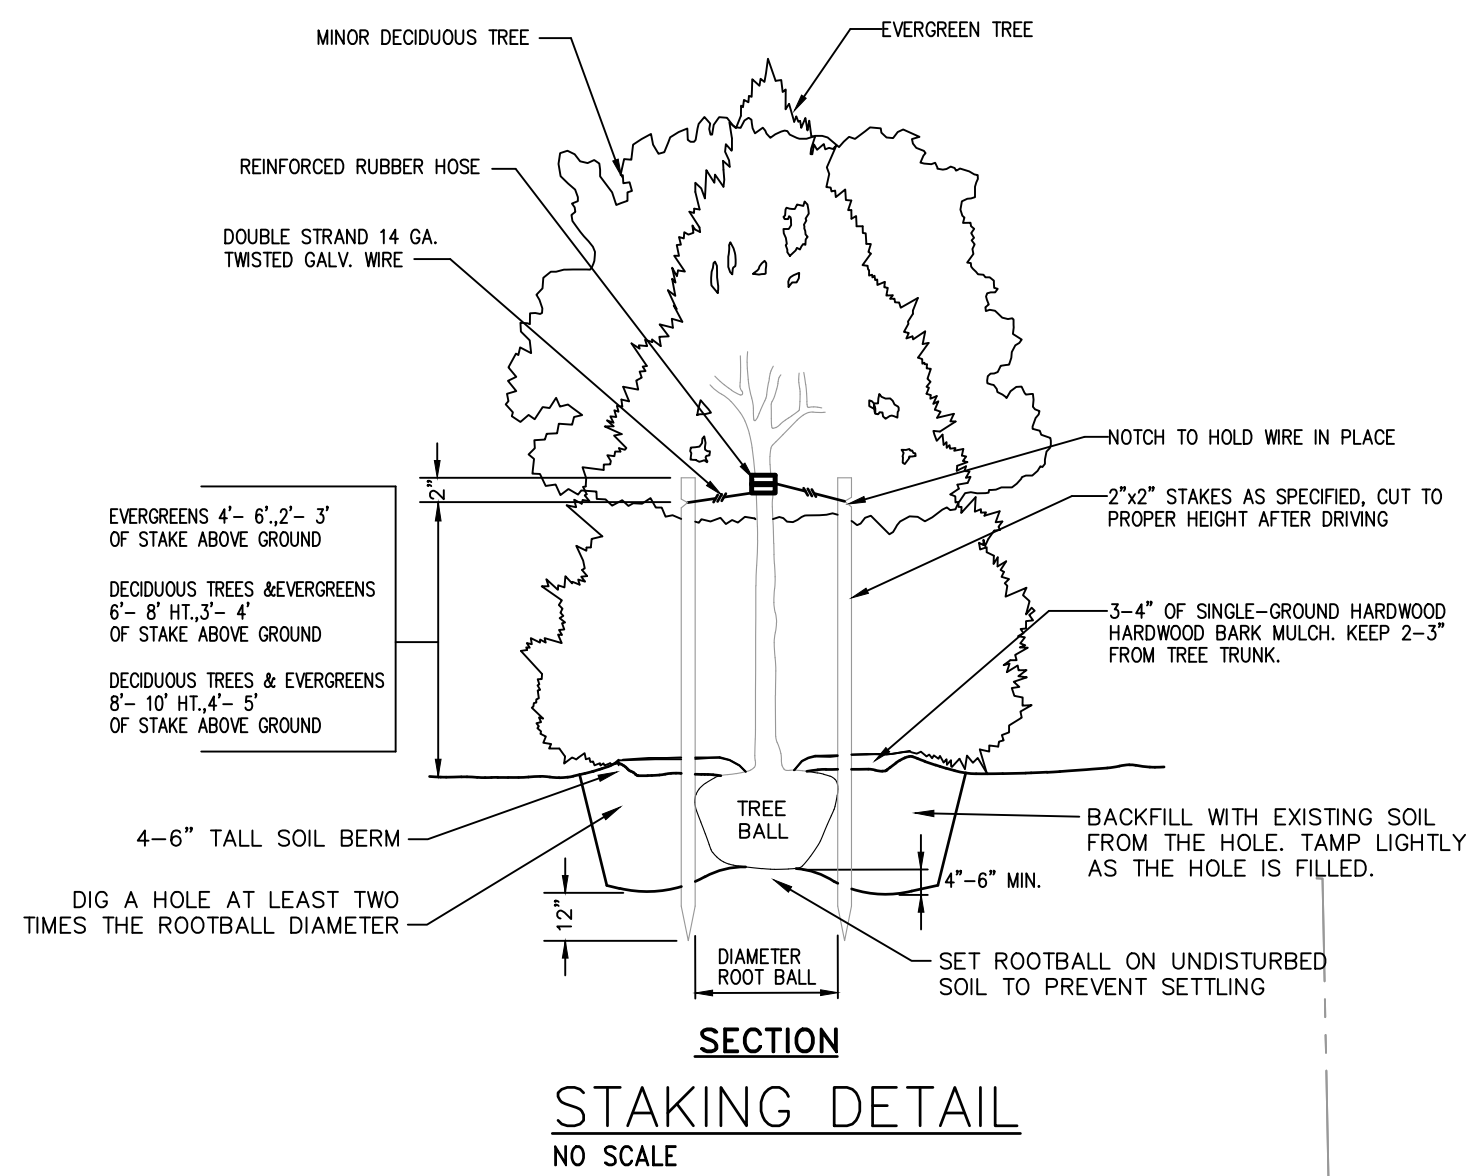 MINOR DECIDUOUS TREE
EVERGREEN TREE
REINFORCED RUBBER HOSE
DOUBLE STRAND 14 GA.
TWISTED GALV. WIRE
NOTCH TO HOLD WIRE IN PLACE
2"
2"x2" STAKES AS SPECIFIED, CUT TO
PROPER HEIGHT AFTER DRIVING
EVERGREENS 4'- 6'.,2'- 3'
OF STAKE ABOVE GROUND
DECIDUOUS TREES &EVERGREENS
6'- 8' HT.,3'- 4'
OF STAKE ABOVE GROUND
DECIDUOUS TREES & EVERGREENS
8'- 10' HT.,4'- 5'
OF STAKE ABOVE GROUND
3-4" OF SINGLE-GROUND HARDWOOD
HARDWOOD BARK MULCH. KEEP 2-3"
FROM TREE TRUNK.
TREE
BALL
4-6" TALL SOIL BERM
BACKFILL WITH EXISTING SOIL
FROM THE HOLE. TAMP LIGHTLY
AS THE HOLE IS FILLED.
4"-6" MIN.
DIG A HOLE AT LEAST TWO
TIMES THE ROOTBALL DIAMETER
12"
DIAMETER
ROOT BALL
SET ROOTBALL ON UNDISTURBED
SOIL TO PREVENT SETTLING
SECTION
STAKING DETAIL
NO SCALE